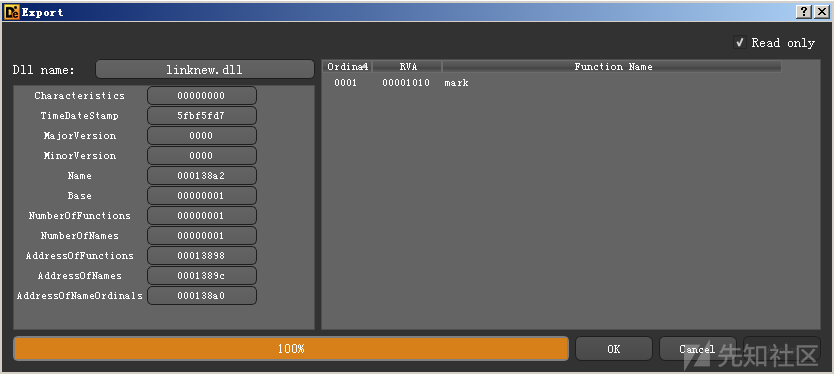 Export
Read only
Dll name: linknew.dll
Ordinal RVA Function Name
0001 00001010 mark
Characteristics 00000000
TimeDateStamp 5fbf5fd7
MajorVersion 0000
MinorVersion 0000
Name 000138a2
Base 00000001
NumberOfFunctions 00000001
NumberOfNames 00000001
AddressOfFunctions 00013898
AddressOfNames 0001389c
AddressOfNameOrdinals 000138a0
100% OK Cancel
先知社区